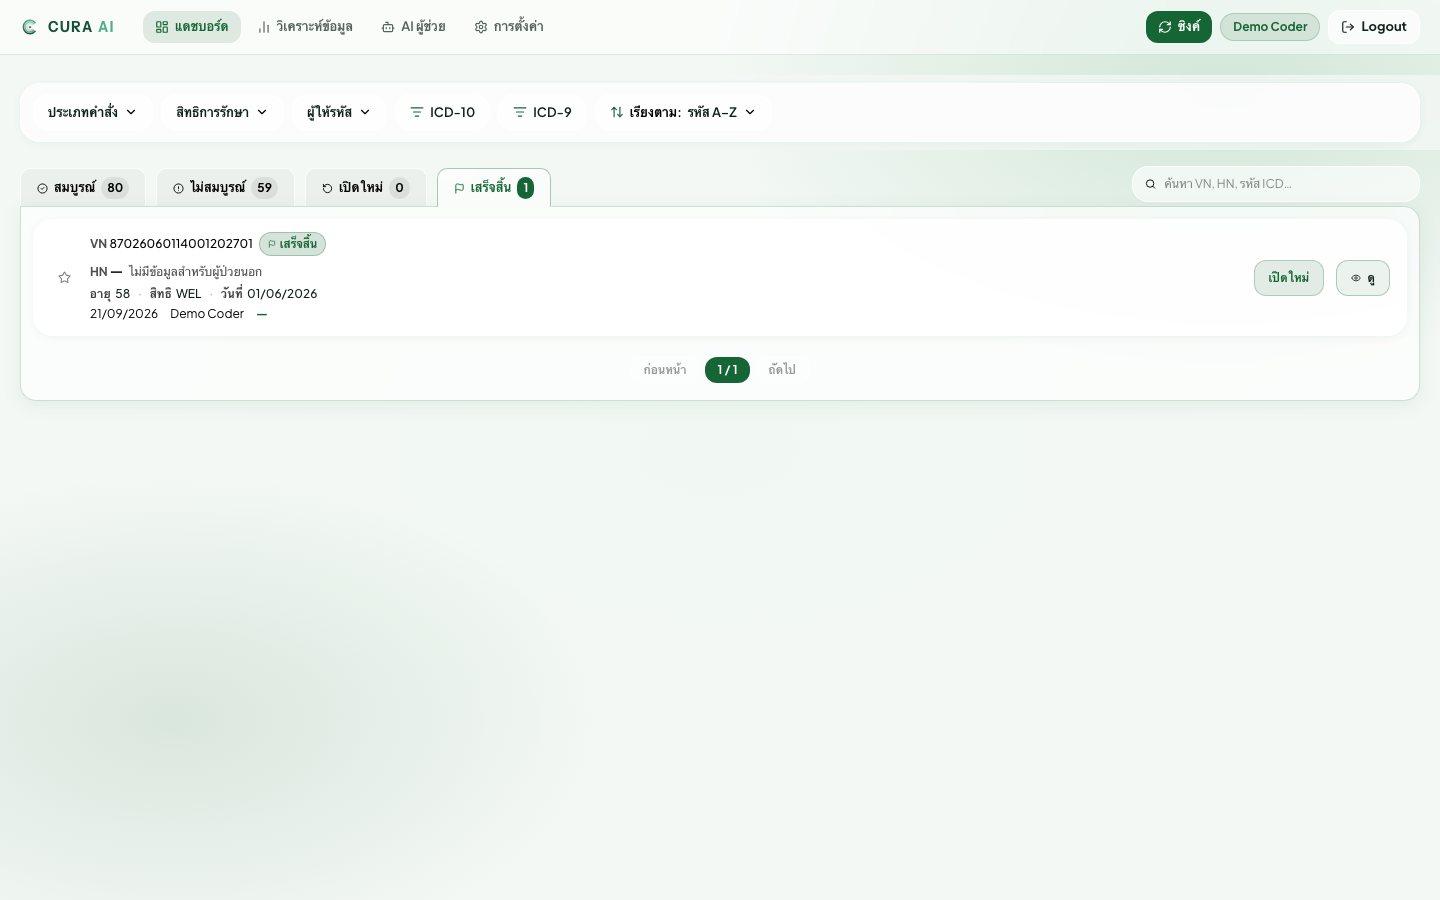 CURA AI
แดชบอร์ด
วิเคราะห์ข้อมูล
AI ผู้ช่วย
การตั้งค่า
ซิงค์
Demo Coder
Logout
ประเภทคำสั่ง
สิทธิการรักษา
ผู้ให้รหัส
ICD-10
ICD-9
เรียงตาม: รหัส A-Z
สมบูรณ์ 80
ไม่สมบูรณ์ 59
เปิดใหม่ 0
เสร็จสิ้น 1
ค้นหา VN, HN, รหัส ICD...
VN 87026060114001202701 เสร็จสิ้น
HN — ไม่มีข้อมูลสำหรับผู้ป่วยนอก
อายุ 58 · สิทธิ WEL · วันที่ 01/06/2026
21/09/2026 Demo Coder —
เปิดใหม่
ดู
ก่อนหน้า
1 / 1
ถัดไป